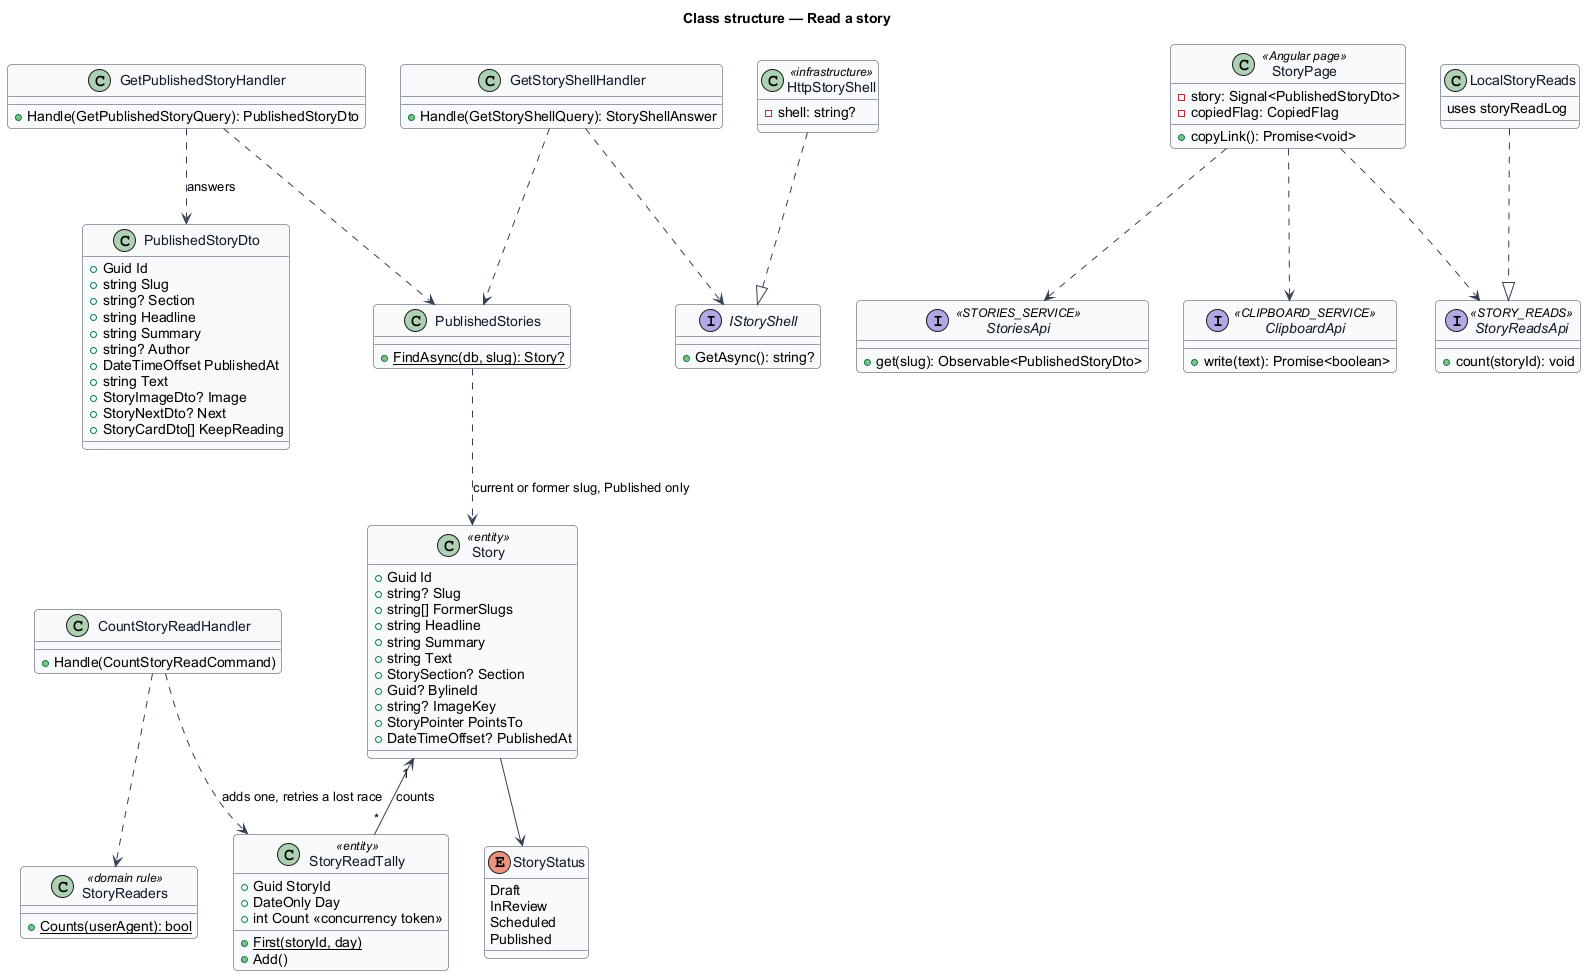 Class structure — Read a story
C GetPublishedStoryHandler
Handle(GetPublishedStoryQuery): PublishedStoryDto
C GetStoryShellHandler
Handle(GetStoryShellQuery): StoryShellAnswer
C «infrastructure»
HttpStoryShell
shell: string?
C «Angular page»
StoryPage
story: Signal<PublishedStoryDto>
copiedFlag: CopiedFlag
copyLink(): Promise<void>
C LocalStoryReads
uses storyReadLog
answers
C PublishedStoryDto
Guid Id
string Slug
string? Section
string Headline
string Summary
string? Author
DateTimeOffset PublishedAt
string Text
StoryImageDto? Image
StoryNextDto? Next
StoryCardDto[] KeepReading
C PublishedStories
FindAsync(db, slug): Story?
I IStoryShell
GetAsync(): string?
I «STORIES_SERVICE»
StoriesApi
get(slug): Observable<PublishedStoryDto>
I «CLIPBOARD_SERVICE»
ClipboardApi
write(text): Promise<boolean>
I «STORY_READS»
StoryReadsApi
count(storyId): void
current or former slug, Published only
C «entity»
Story
Guid Id
string? Slug
string[] FormerSlugs
string Headline
string Summary
string Text
StorySection? Section
Guid? BylineId
string? ImageKey
StoryPointer PointsTo
DateTimeOffset? PublishedAt
C CountStoryReadHandler
Handle(CountStoryReadCommand)
1
adds one, retries a lost race
counts
*
C «domain rule»
StoryReaders
Counts(userAgent): bool
C «entity»
StoryReadTally
Guid StoryId
DateOnly Day
int Count «concurrency token»
First(storyId, day)
Add()
E StoryStatus
Draft
InReview
Scheduled
Published